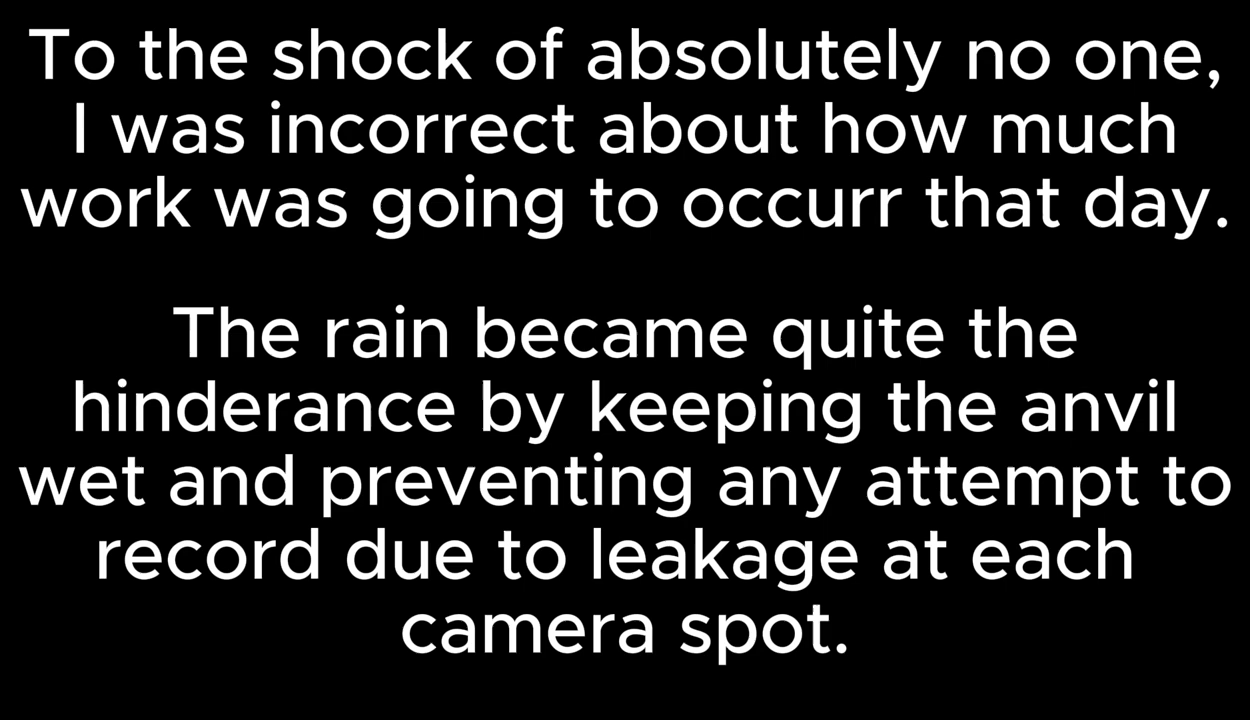 To the shock of absolutely no one,
I was incorrect about how much
work was going to occurr that day.
The rain became quite the
hinderance by keeping the anvil
wet and preventing any attempt to
record due to leakage at each
camera spot.